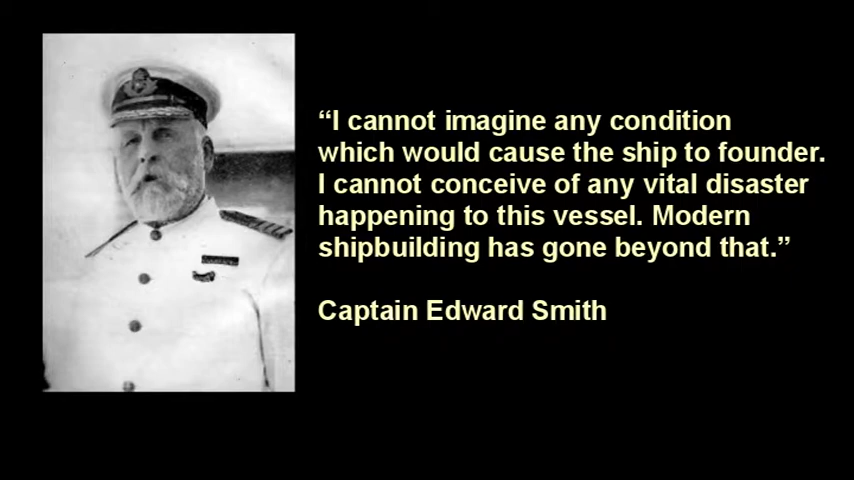 “I cannot imagine any condition
which would cause the ship to founder.
I cannot conceive of any vital disaster
happening to this vessel. Modern
shipbuilding has gone beyond that.”
Captain Edward Smith